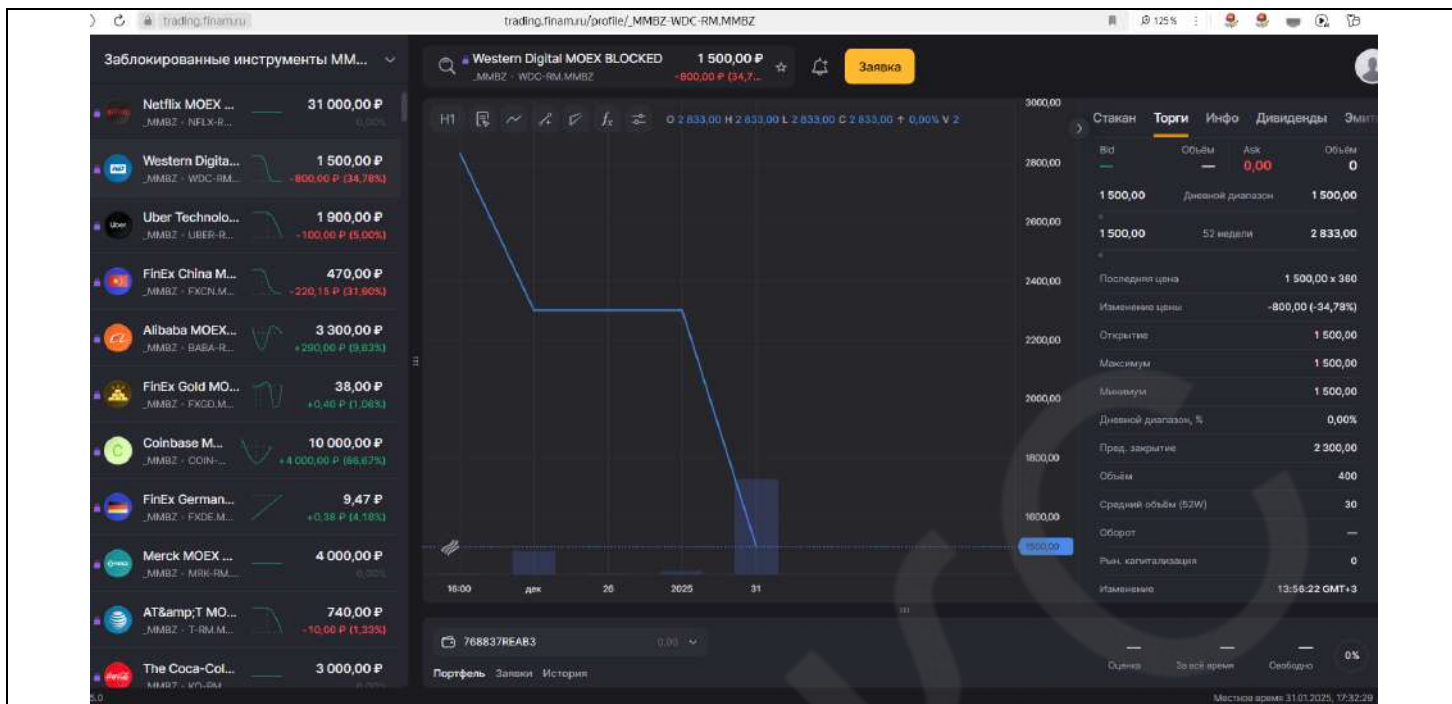 trading.finam.ru
trading.finam.ru/profile/_MMBZ-WDC-RM.MMBZ
125 %
Заблокированные инструменты MM...
Netflix MOEX ...
31 000,00 ₽
_MMBZ - NFLX-R...
0,00%
Western Digita...
1 500,00 ₽
_MMBZ - WDC-RM...
-800,00 ₽ (34,78%)
Uber Technolo...
1 900,00 ₽
_MMBZ - UBER-R...
-100,00 ₽ (5,00%)
FinEx China M...
470,00 ₽
_MMBZ - FXCN.M...
-220,15 ₽ (31,90%)
Alibaba MOEX...
3 300,00 ₽
_MMBZ - BABA-R...
+290,00 ₽ (9,63%)
FinEx Gold MO...
38,00 ₽
_MMBZ - FXGD.M...
+0,40 ₽ (1,06%)
Coinbase M...
10 000,00 ₽
_MMBZ - COIN-...
+4 000,00 ₽ (66,67%)
FinEx German...
9,47 ₽
_MMBZ - FXDE.M...
+0,38 ₽ (4,18%)
Merck MOEX ...
4 000,00 ₽
_MMBZ - MRK-RM....
0,00%
AT&amp;T MO...
740,00 ₽
_MMBZ - T-RM.M...
-10,00 ₽ (1,33%)
The Coca-Col...
3 000,00 ₽
_MMBZ - KO-RM
0,00%
5.0
Western Digital MOEX BLOCKED
1 500,00 ₽
_MMBZ - WDC-RM.MMBZ
-800,00 ₽ (34,7...
Заявка
H1
O 2 833,00 H 2 833,00 L 2 833,00 C 2 833,00 ↑ 0,00% V 2
3000,00
2800,00
2600,00
2400,00
2200,00
2000,00
1800,00
1600,00
1500,00
16:00 дек 26 2025 31
768837REAB3
0,00
Портфель Заявки История
Стакан Торги Инфо Дивиденды Эмит
Bid Объём Ask Объём
— — 0,00 0
1 500,00 Дневной диапазон 1 500,00
1 500,00 52 недели 2 833,00
Последняя цена 1 500,00 x 360
Изменение цены -800,00 (-34,78%)
Открытие 1 500,00
Максимум 1 500,00
Минимум 1 500,00
Дневной диапазон, % 0,00%
Пред. закрытие 2 300,00
Объём 400
Средний объём (52W) 30
Оборот —
Рын. капитализация 0
Изменение 13:56:22 GMT+3
— — —
Оценка За всё время Свободно
0%
Местное время 31.01.2025, 17:32:29